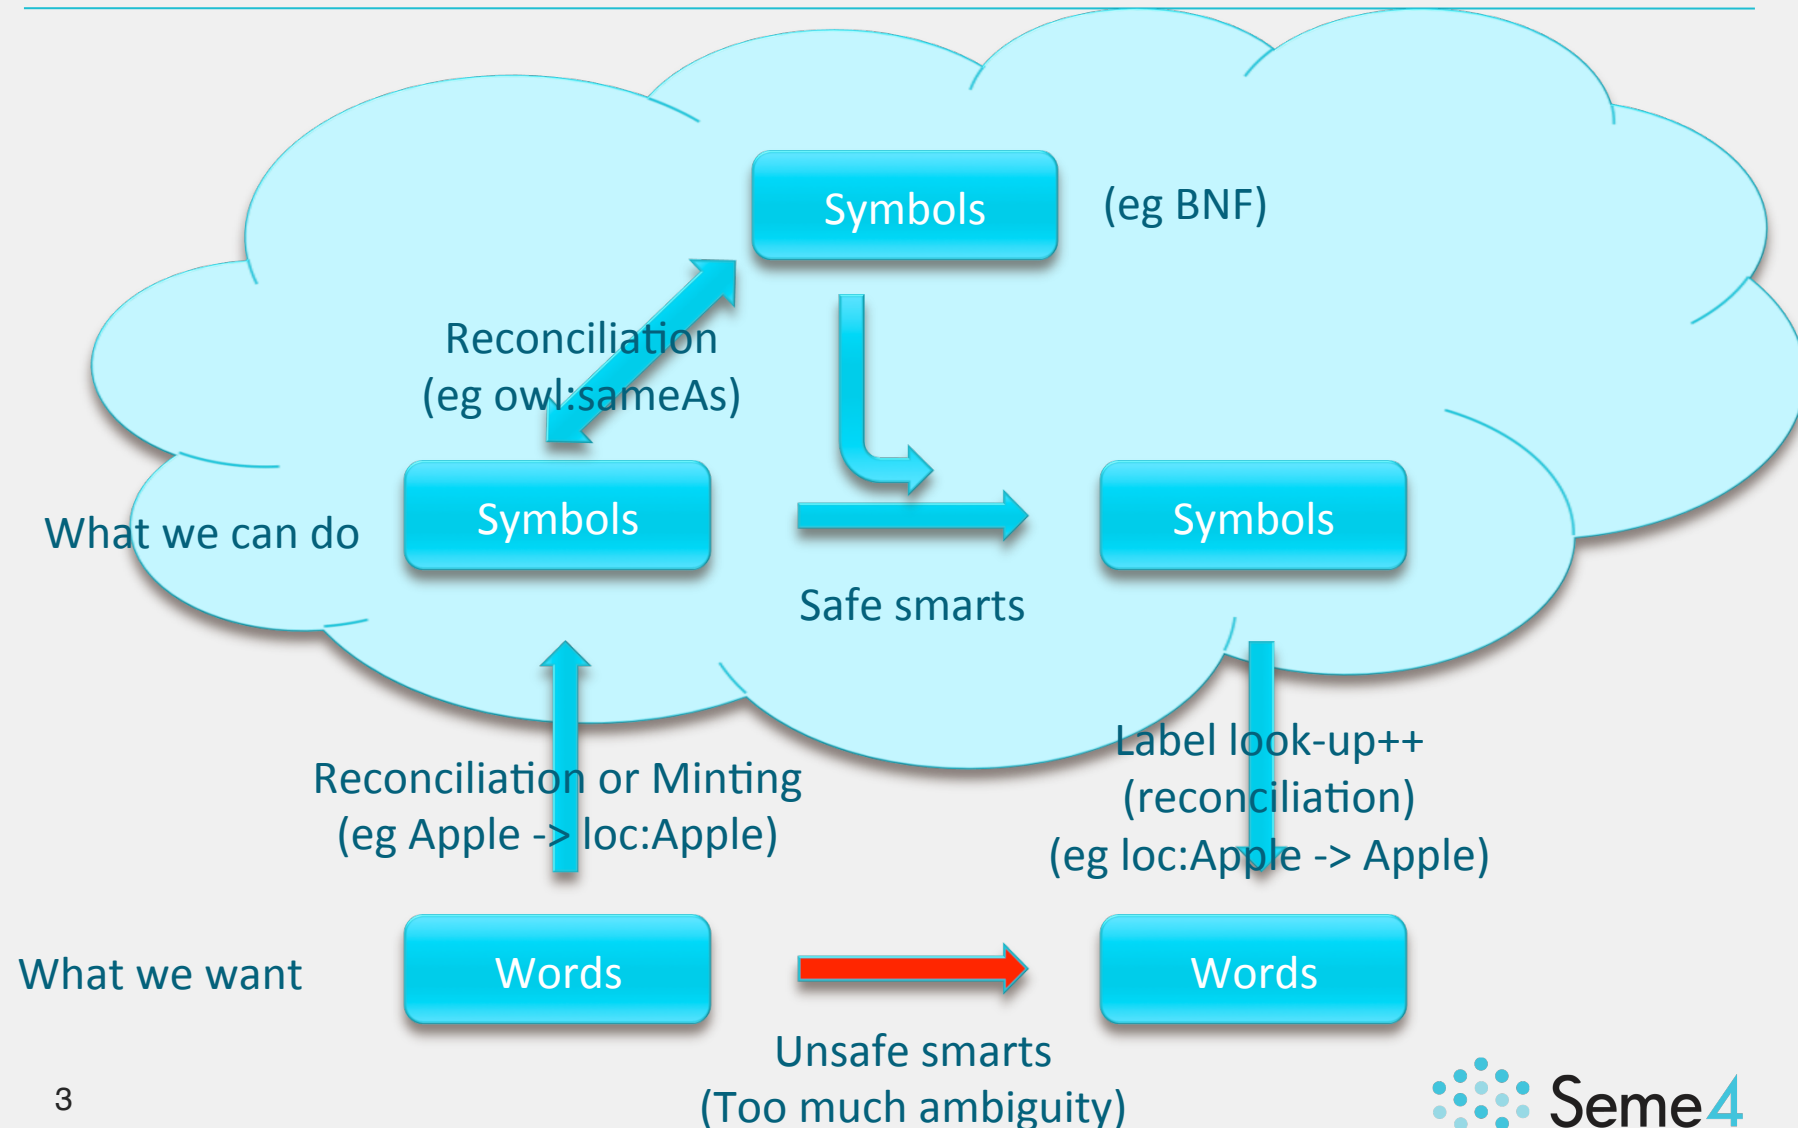 Symbols
(eg BNF)
Reconciliation
(eg owl:sameAs)
What we can do
Symbols
Symbols
Safe smarts
Reconciliation or Minting
(eg Apple -> loc:Apple)
Label look-up++
(reconciliation)
(eg loc:Apple -> Apple)
What we want
Words
Words
Unsafe smarts
(Too much ambiguity)
3
Seme4